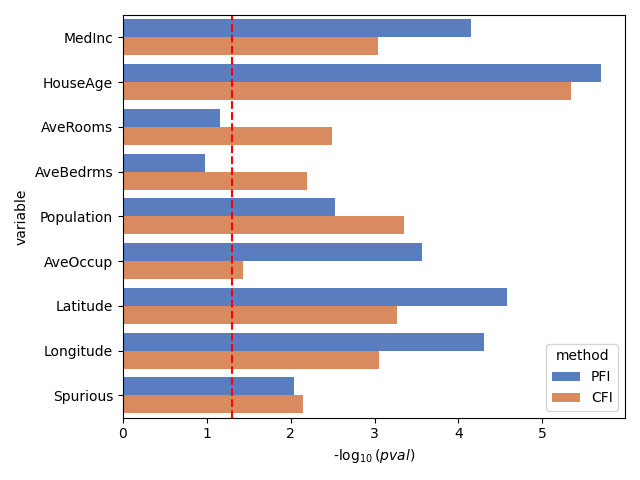 variable
MedInc
HouseAge
AveRooms
AveBedrms
Population
AveOccup
Latitude
Longitude
Spurious
method
PFI
CFI
0 1 2 3 4 5
-log₁₀(pval)